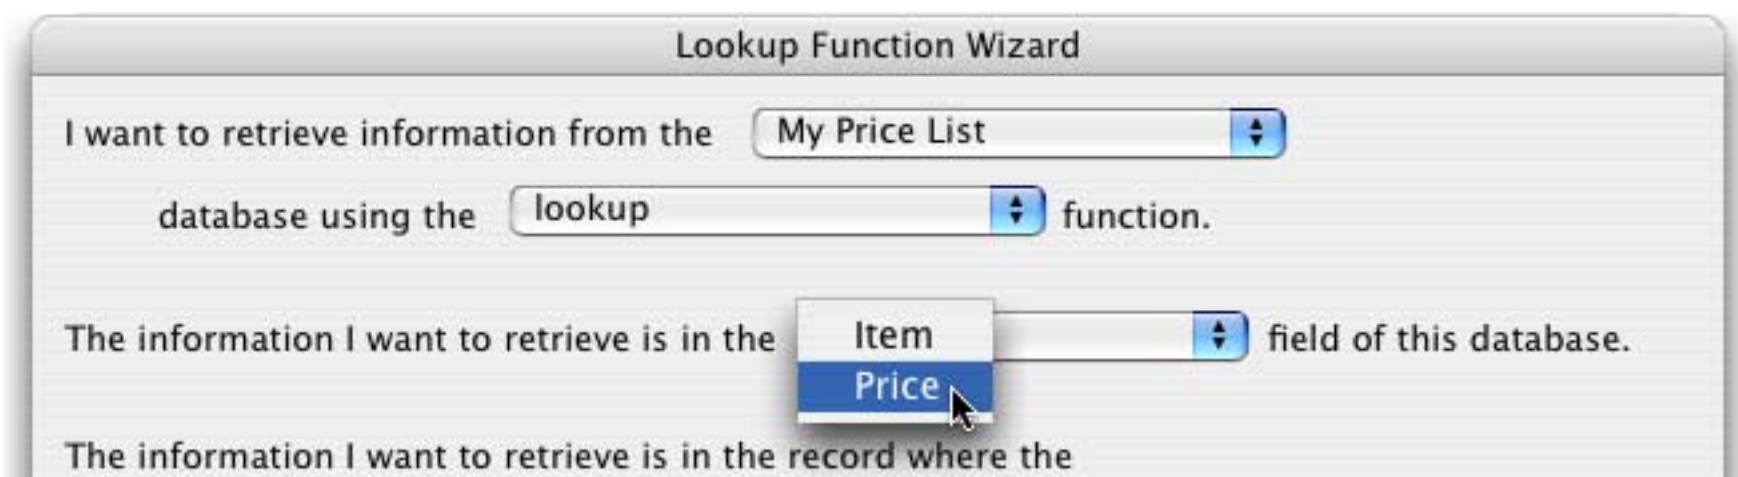 Lookup Function Wizard
I want to retrieve information from the My Price List
database using the lookup function.
The information I want to retrieve is in the Item field of this database.
Price
The information I want to retrieve is in the record where the